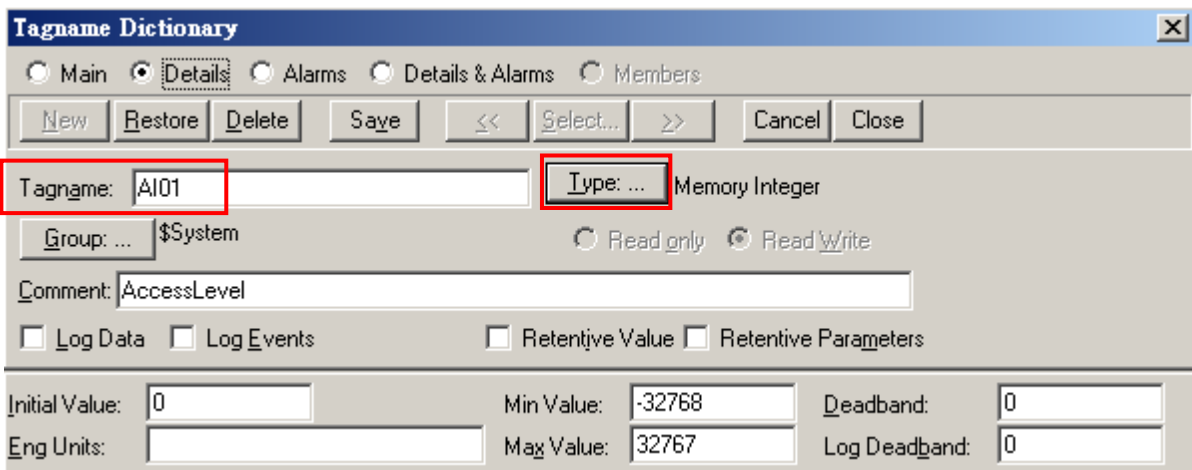 Tagname Dictionary
Main Details Alarms Details & Alarms Members
New Restore Delete Save << Select... >> Cancel Close
Tagname: AI01 Type: ... Memory Integer
Group: ... $System Read only Read Write
Comment: AccessLevel
Log Data Log Events Retentive Value Retentive Parameters
Initial Value: 0 Min Value: -32768 Deadband: 0
Eng Units: Max Value: 32767 Log Deadband: 0